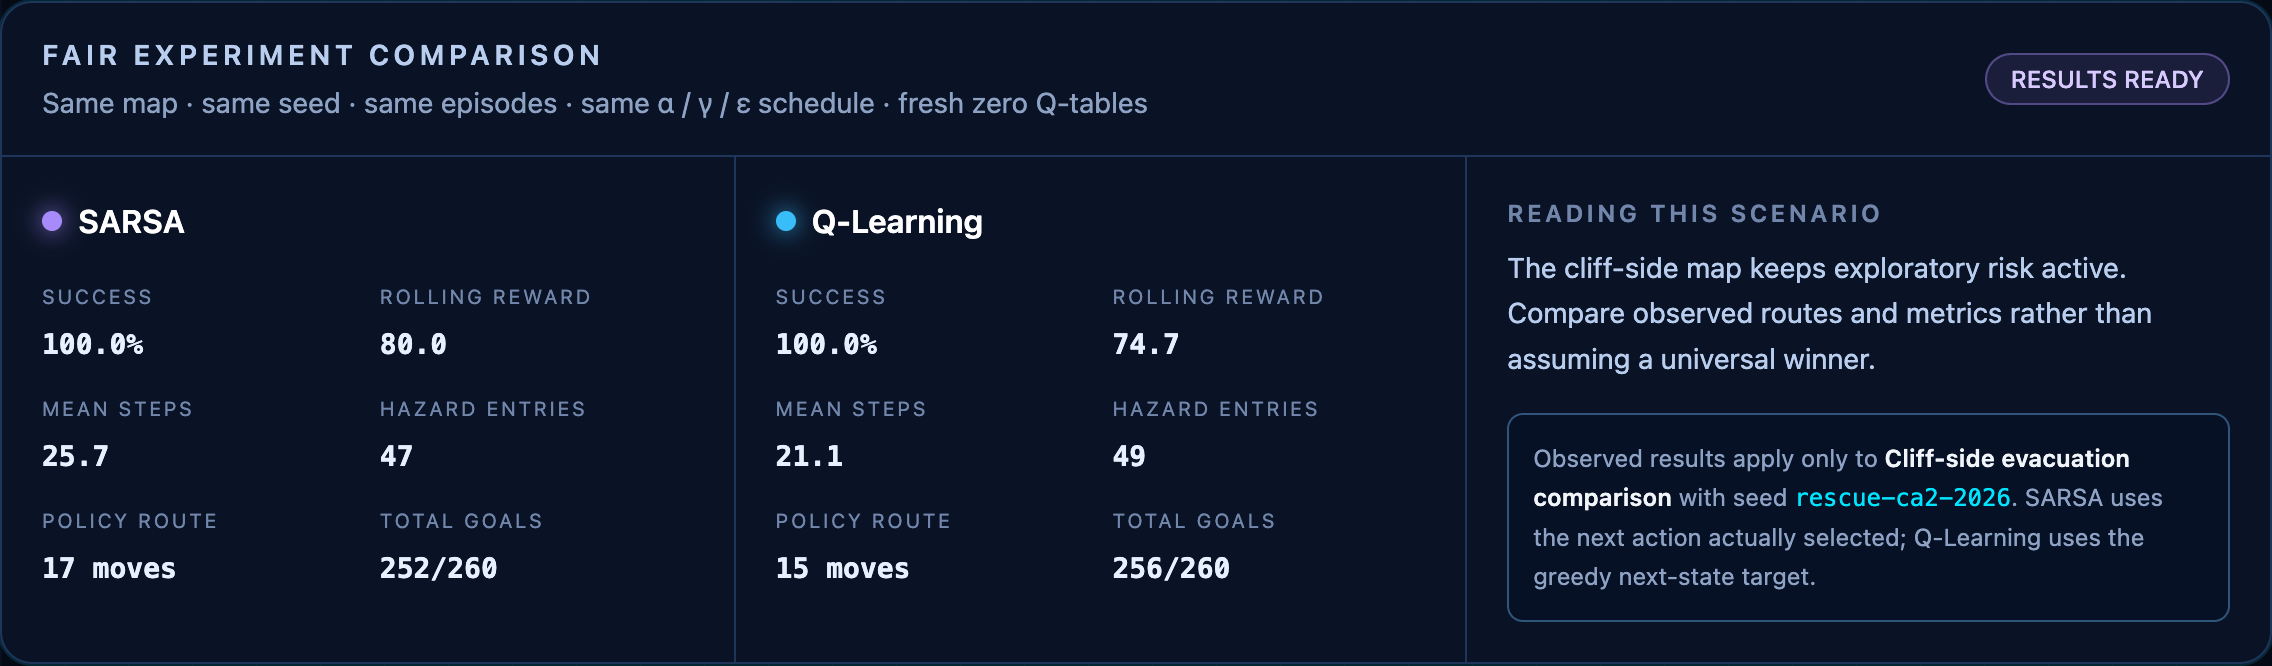 FAIR EXPERIMENT COMPARISON
Same map · same seed · same episodes · same α / γ / ε schedule · fresh zero Q-tables
RESULTS READY
SARSA
SUCCESS
100.0%
ROLLING REWARD
80.0
MEAN STEPS
25.7
HAZARD ENTRIES
47
POLICY ROUTE
17 moves
TOTAL GOALS
252/260
Q-Learning
SUCCESS
100.0%
ROLLING REWARD
74.7
MEAN STEPS
21.1
HAZARD ENTRIES
49
POLICY ROUTE
15 moves
TOTAL GOALS
256/260
READING THIS SCENARIO
The cliff-side map keeps exploratory risk active.
Compare observed routes and metrics rather than
assuming a universal winner.
Observed results apply only to Cliff-side evacuation
comparison with seed rescue-ca2-2026. SARSA uses
the next action actually selected; Q-Learning uses the
greedy next-state target.